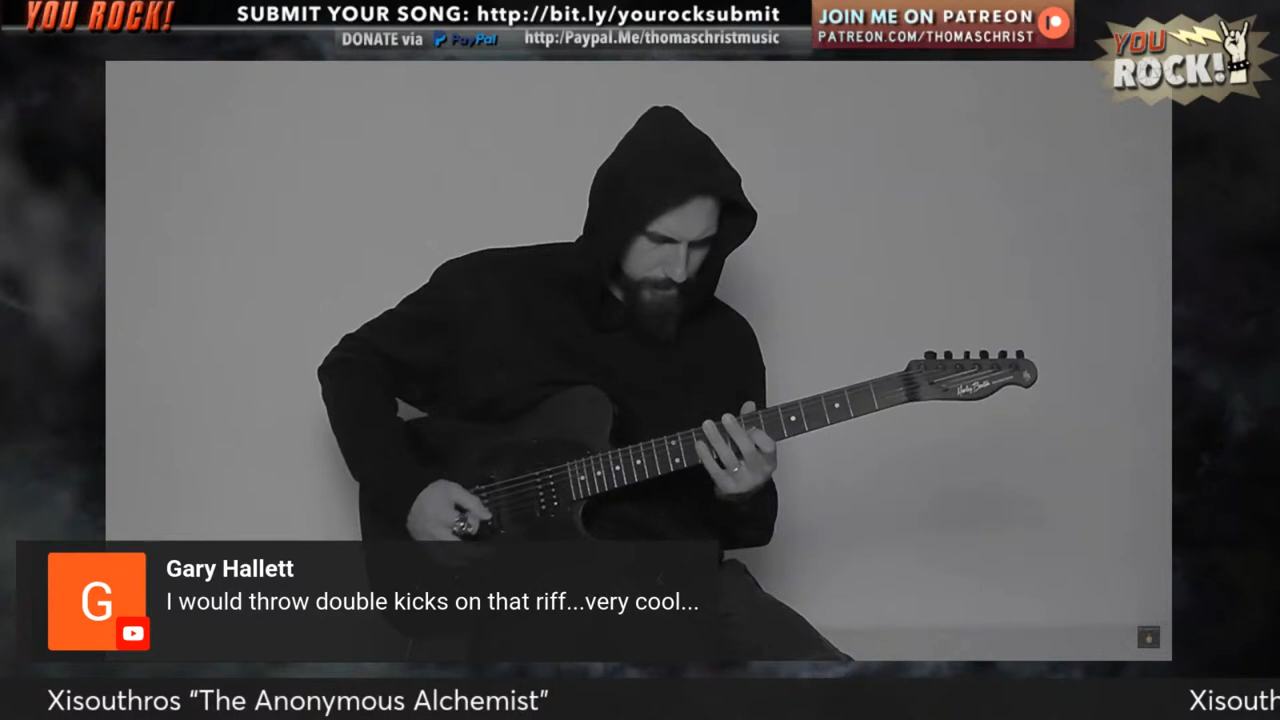 YOU ROCK!
SUBMIT YOUR SONG: http://bit.ly/yourocksubmit
DONATE via PayPal http:/Paypal.Me/thomaschristmusic
JOIN ME ON PATREON
PATREON.COM/THOMASCHRIST
YOU
ROCK!
Harley Benton
G
Gary Hallett
I would throw double kicks on that riff...very cool...
Xisouthros “The Anonymous Alchemist”
Xisouth